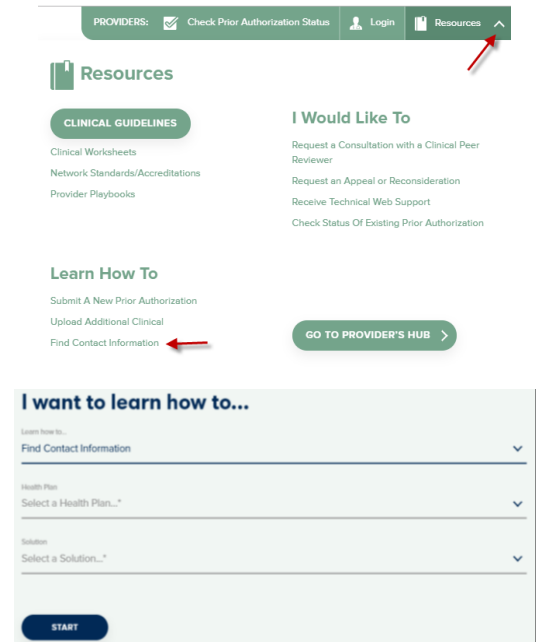 PROVIDERS: Check Prior Authorization Status Login Resources
Resources
CLINICAL GUIDELINES
Clinical Worksheets
Network Standards/Accreditations
Provider Playbooks
I Would Like To
Request a Consultation with a Clinical Peer
Reviewer
Request an Appeal or Reconsideration
Receive Technical Web Support
Check Status Of Existing Prior Authorization
Learn How To
Submit A New Prior Authorization
Upload Additional Clinical
Find Contact Information
GO TO PROVIDER'S HUB
I want to learn how to...
Learn how to...
Find Contact Information
Health Plan
Select a Health Plan...*
Solution
Select a Solution...*
START